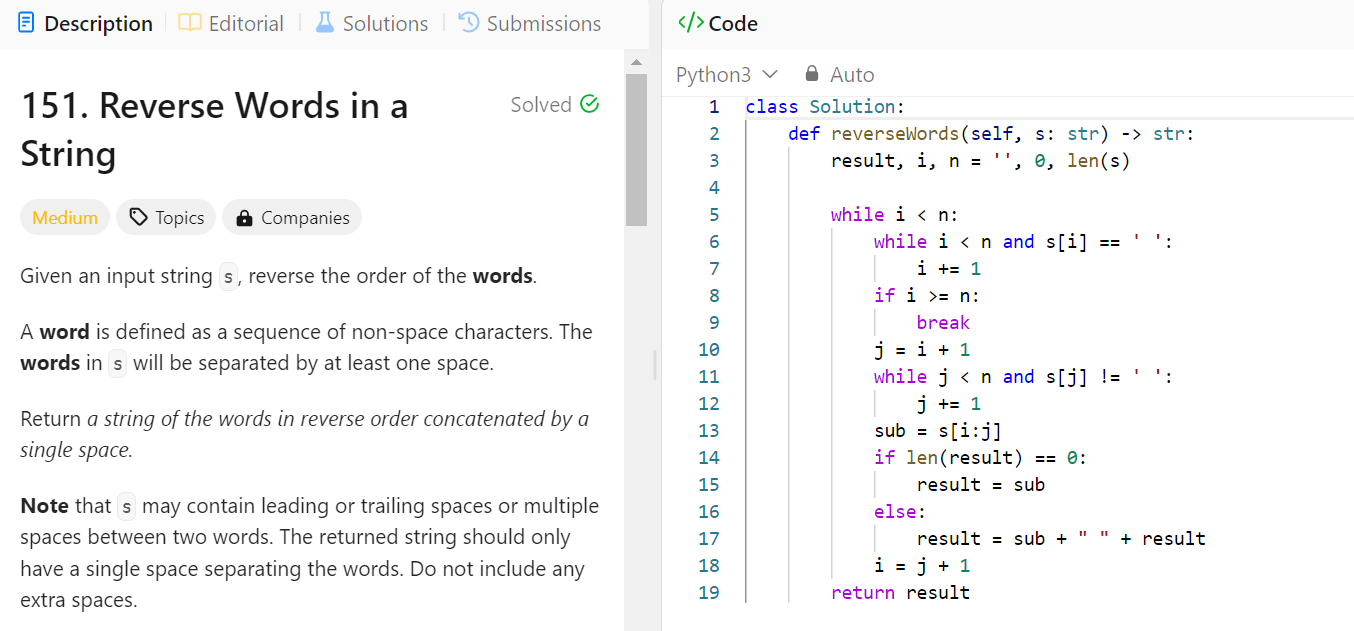 Description Editorial Solutions Submissions
151. Reverse Words in a
String
Solved
Medium Topics Companies
Given an input string s, reverse the order of the words.
A word is defined as a sequence of non-space characters. The
words in s will be separated by at least one space.
Return a string of the words in reverse order concatenated by a
single space.
Note that s may contain leading or trailing spaces or multiple
spaces between two words. The returned string should only
have a single space separating the words. Do not include any
extra spaces.
</> Code
Python3 Auto
1 class Solution:
2     def reverseWords(self, s: str) -> str:
3         result, i, n = '', 0, len(s)
4
5         while i < n:
6             while i < n and s[i] == ' ':
7                 i += 1
8             if i >= n:
9                 break
10             j = i + 1
11             while j < n and s[j] != ' ':
12                 j += 1
13             sub = s[i:j]
14             if len(result) == 0:
15                 result = sub
16             else:
17                 result = sub + " " + result
18             i = j + 1
19         return result